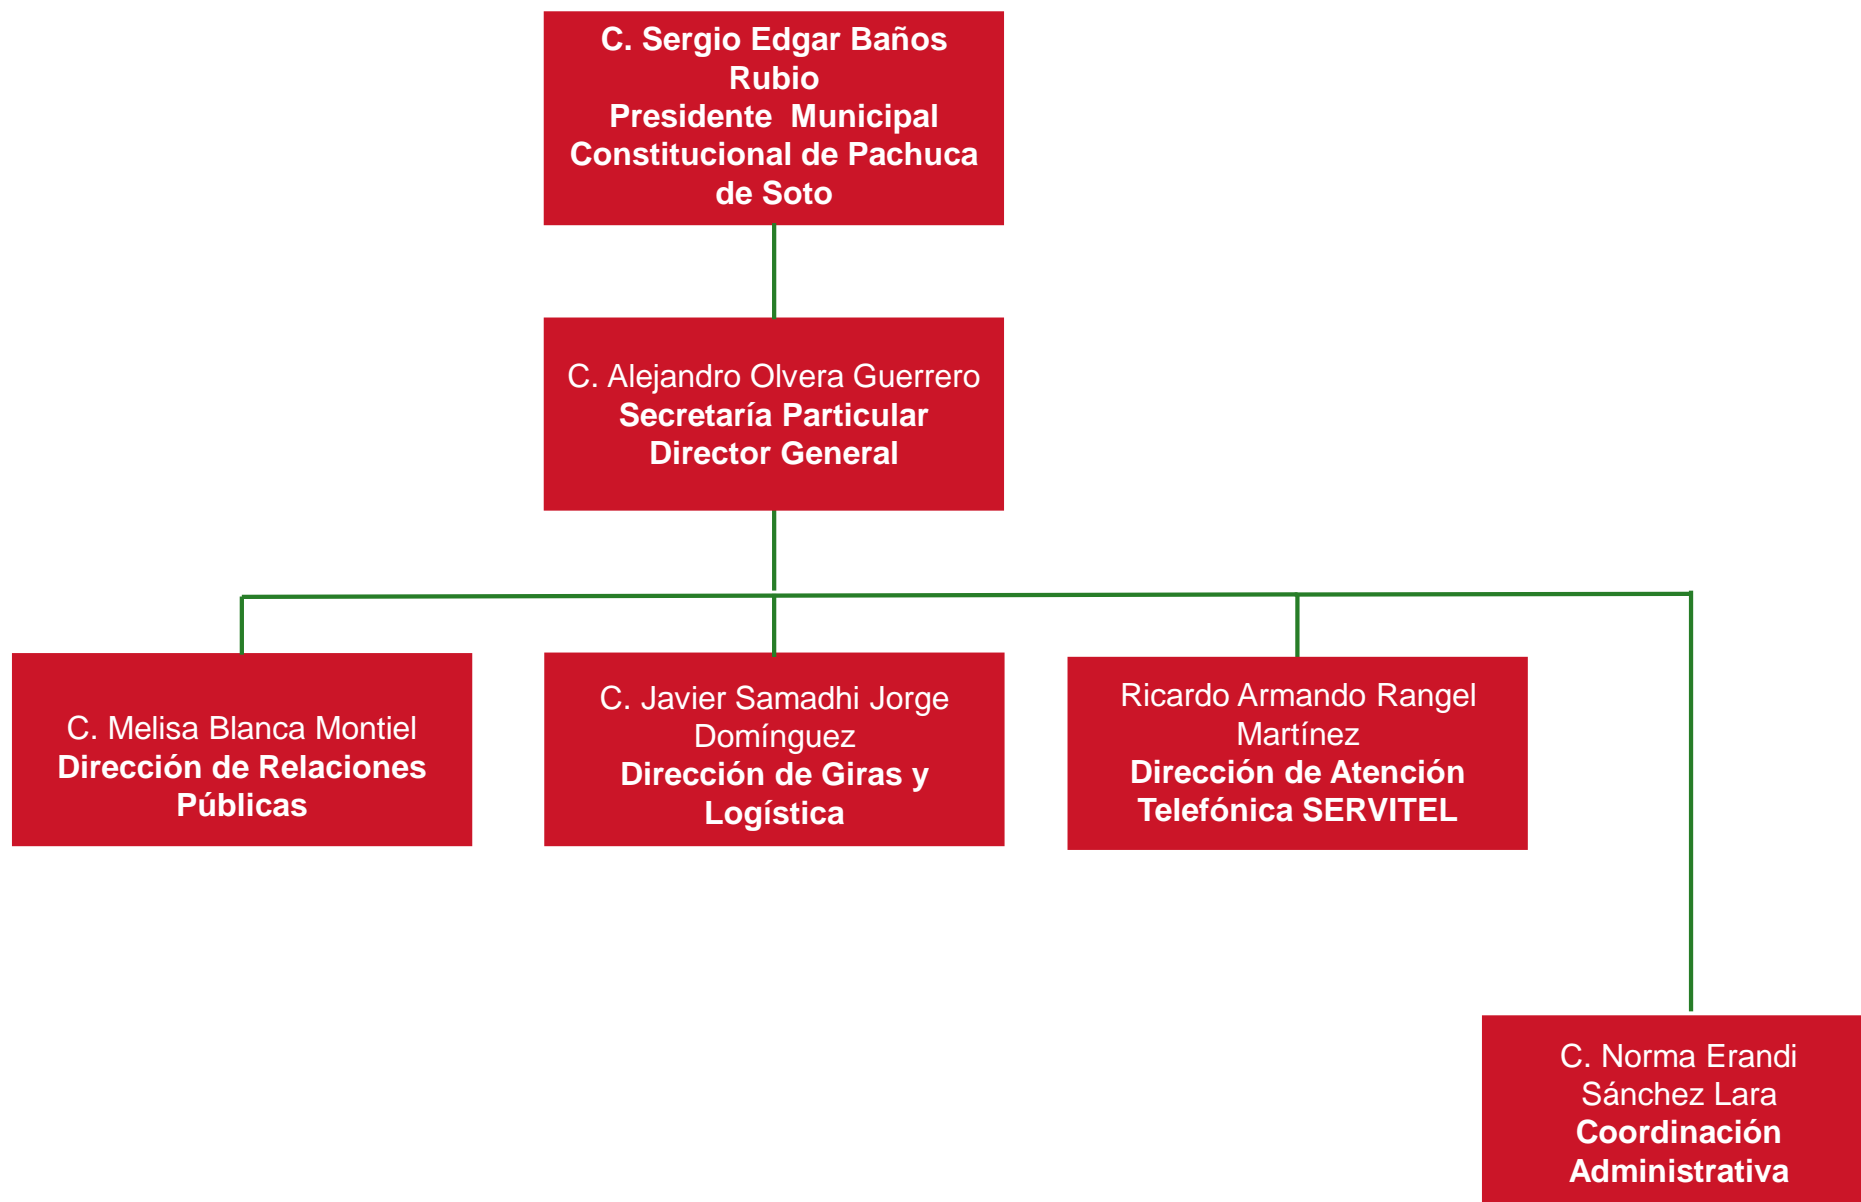 C. Sergio Edgar Baños
Rubio
Presidente  Municipal
Constitucional de Pachuca
de Soto
C. Alejandro Olvera Guerrero
Secretaría Particular
Director General
C. Melisa Blanca Montiel
Dirección de Relaciones
Públicas
C. Javier Samadhi Jorge
Domínguez
Dirección de Giras y
Logística
Ricardo Armando Rangel
Martínez
Dirección de Atención
Telefónica SERVITEL
C. Norma Erandi
Sánchez Lara
Coordinación
Administrativa